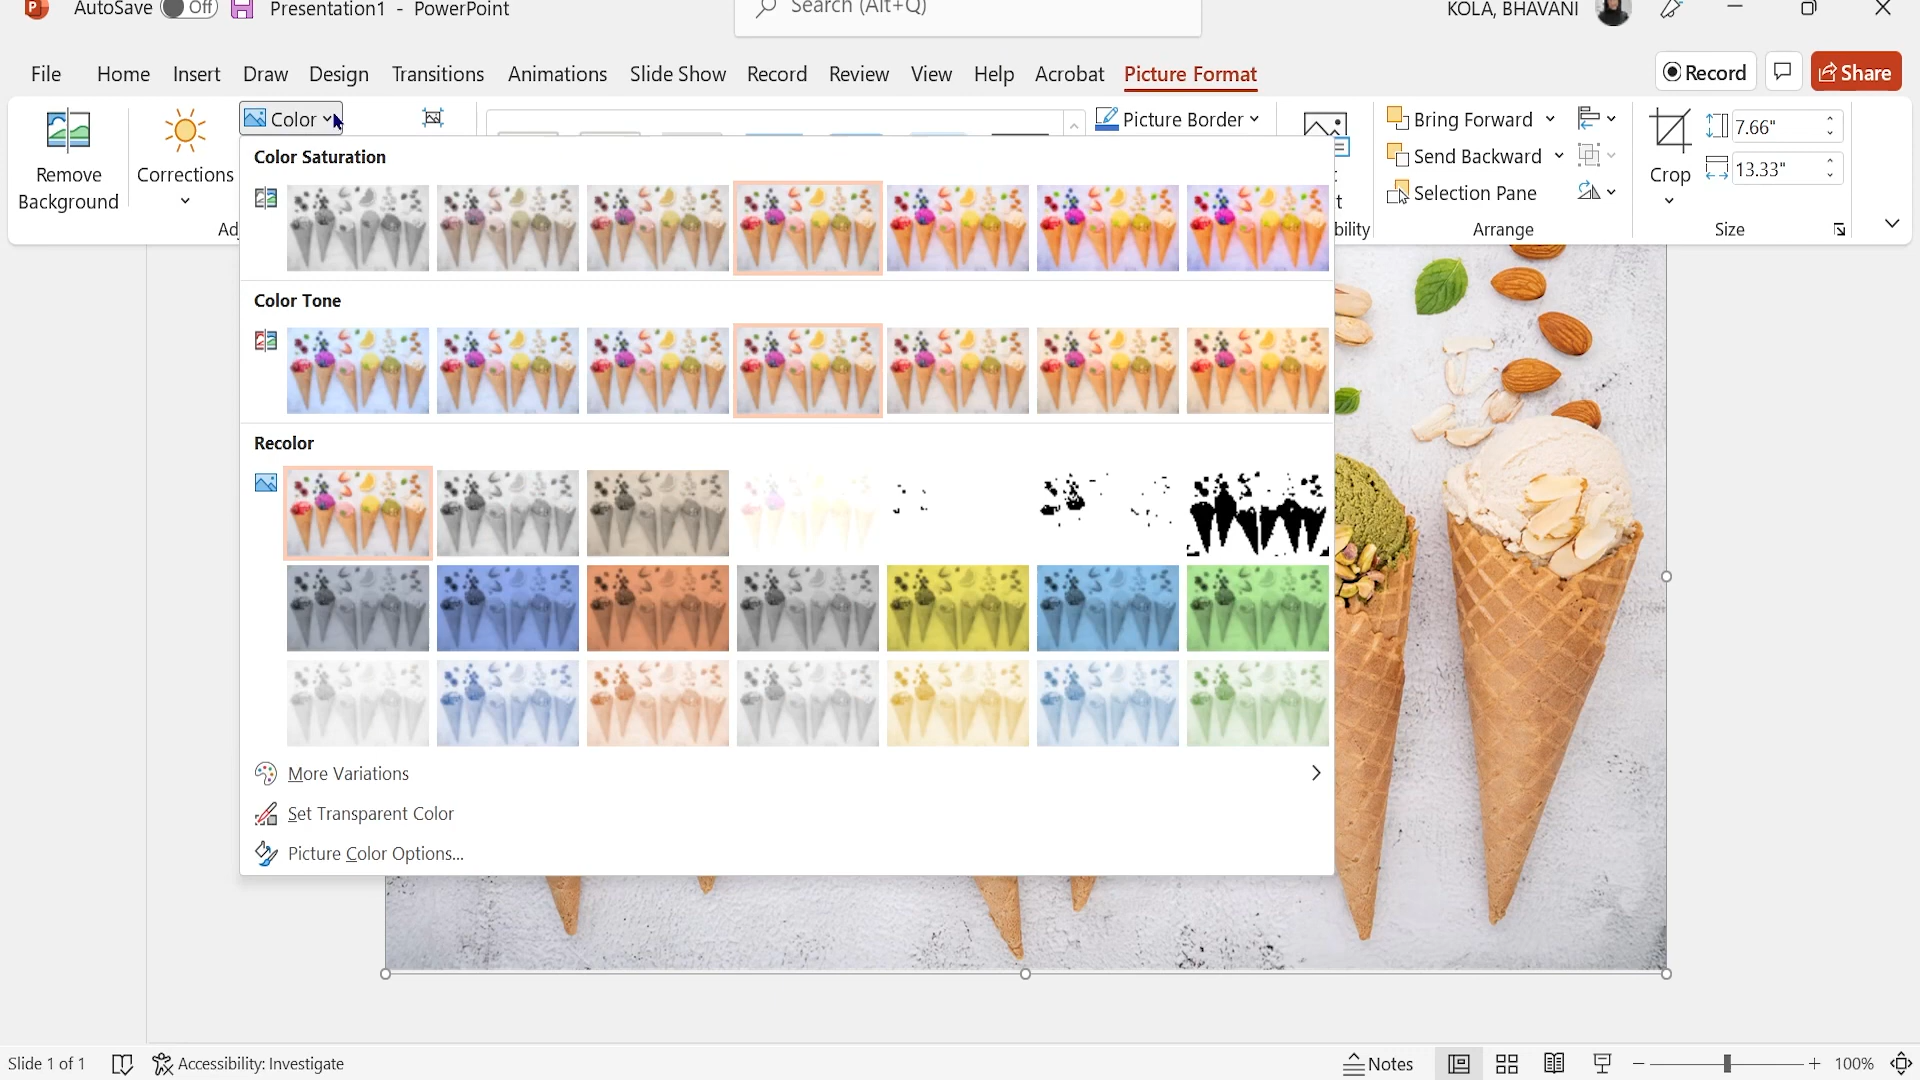 AutoSave Off Presentation1 - PowerPoint Search (Alt+Q) KOLA, BHAVANI
File Home Insert Draw Design Transitions Animations Slide Show Record Review View Help Acrobat Picture Format Record Share
Remove
Background
Corrections
Color
Picture Border
Bring Forward
Send Backward
Selection Pane
Arrange
Crop
7.66"
13.33"
Size
Color Saturation
Color Tone
Recolor
More Variations
Set Transparent Color
Picture Color Options...
Slide 1 of 1 Accessibility: Investigate Notes 100%